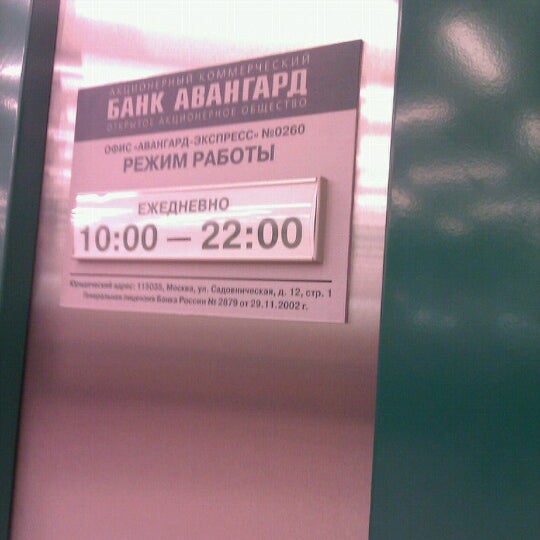 АКЦИОНЕРНЫЙ КОММЕРЧЕСКИЙ
БАНК АВАНГАРД
ОТКРЫТОЕ АКЦИОНЕРНОЕ ОБЩЕСТВО
ОФИС «АВАНГАРД-ЭКСПРЕСС» №0260
РЕЖИМ РАБОТЫ
ЕЖЕДНЕВНО
10:00 — 22:00
Юридический адрес: 115035, Москва, ул. Садовническая, д. 12, стр. 1
Генеральная лицензия Банка России № 2879 от 29.11.2002 г.